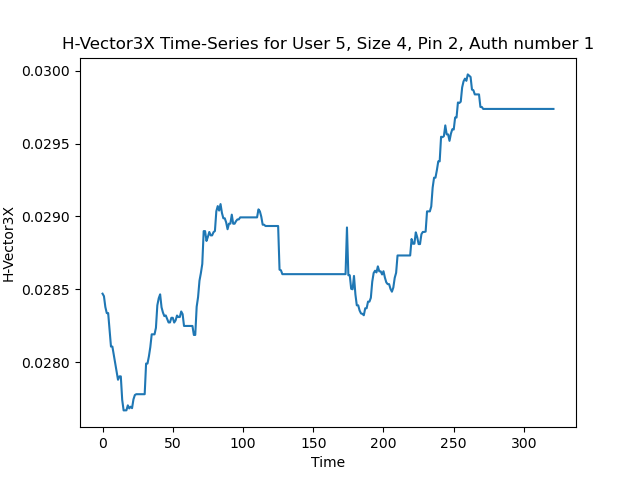 H-Vector3X Time-Series for User 5, Size 4, Pin 2, Auth number 1
0.0300
0.0295
0.0290
0.0285
0.0280
H-Vector3X
0 50 100 150 200 250 300
Time